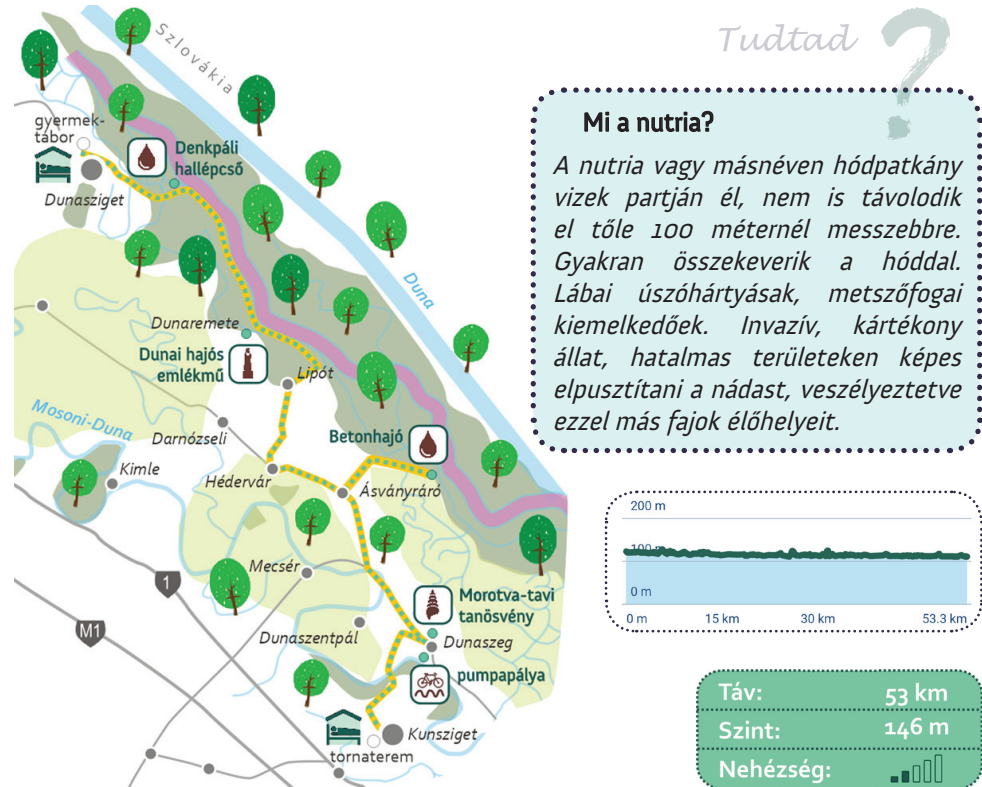 Szlovákia
gyermek-
tábor
Denkpáli
hallépcső
Dunasziget
Duna
Dunaremete
Dunai hajós
emlékmű
Lipót
Mosoni-Duna
Darnózseli
Betonhajó
Kimle
Hédervár
Ásványráró
Mecsér
1
Morotva-tavi
tanösvény
M1
Dunaszentpál
Dunaszeg
pumpapálya
Kunsziget
tornaterem
Tudtad ?
Mi a nutria?
A nutria vagy másnéven hódpatkány
vizek partján él, nem is távolodik
el tőle 100 méternél messzebbre.
Gyakran összekeverik a hóddal.
Lábai úszóhártyásak, metszőfogai
kiemelkedőek. Invazív, kártékony
állat, hatalmas területeken képes
elpusztítani a nádast, veszélyeztetve
ezzel más fajok élőhelyeit.
200 m
100 m
0 m
0 m 15 km 30 km 53.3 km
Táv: 53 km
Szint: 146 m
Nehézség: